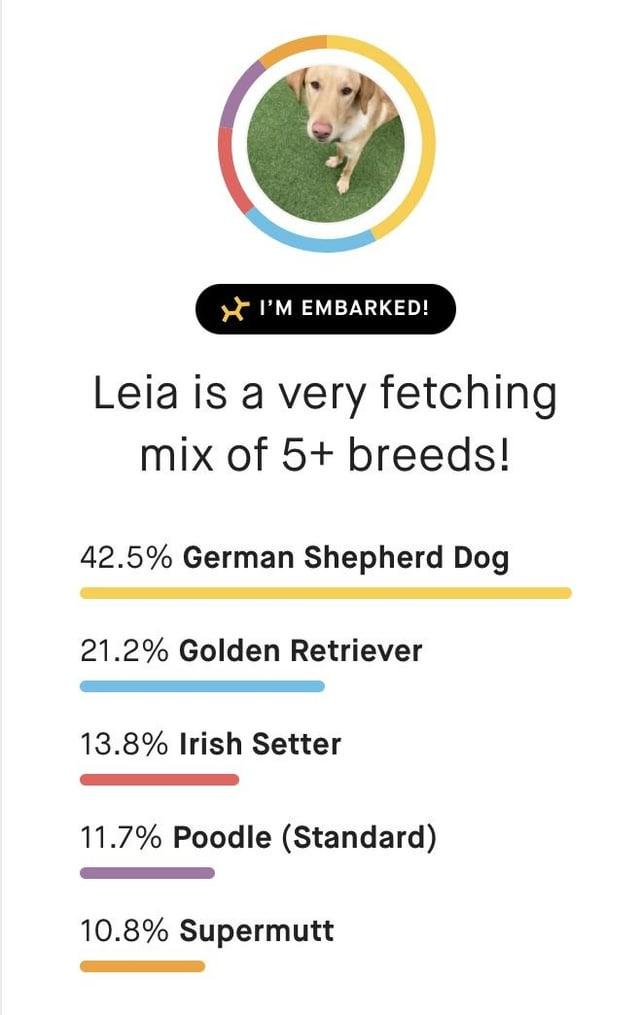 I'M EMBARKED!
Leia is a very fetching
mix of 5+ breeds!
42.5% German Shepherd Dog
21.2% Golden Retriever
13.8% Irish Setter
11.7% Poodle (Standard)
10.8% Supermutt